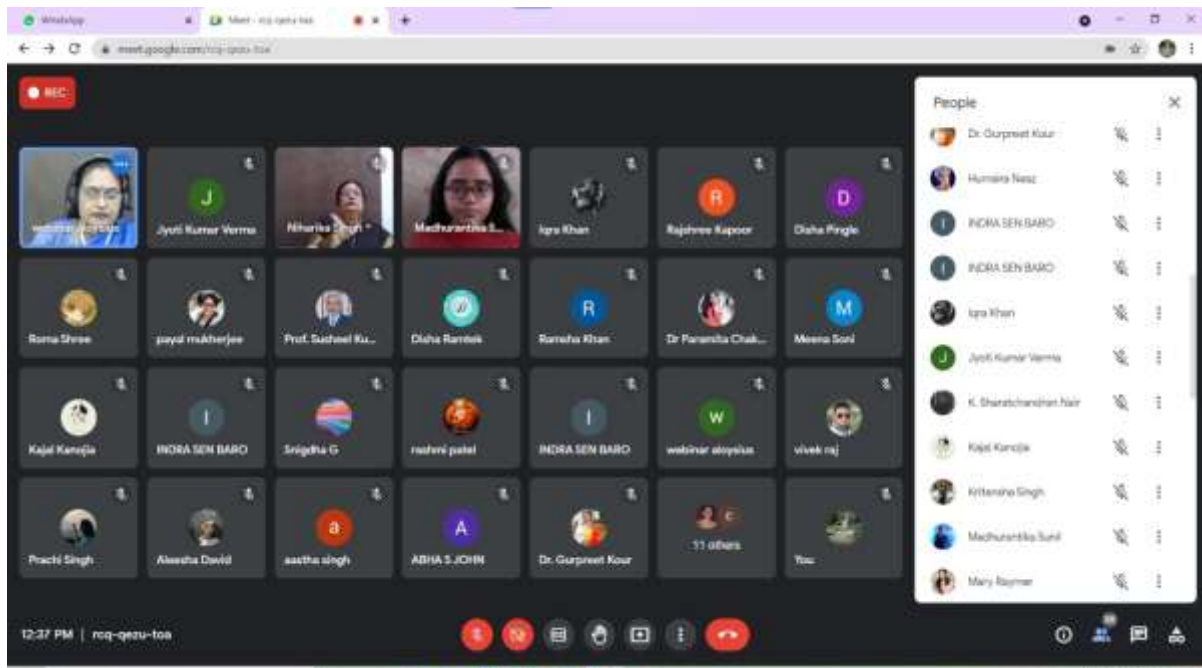 WhatsApp
Meet - rcq-qezu-toa
meet.google.com/rcq-qezu-toa
REC
webinar aloysius
Jyoti Kumar Verma
Niharika Singh
Madhurantika S...
Iqra Khan
Rajshree Kapoor
Disha Pingle
Roma Shree
payal mukherjee
Prof. Susheel Ku...
Disha Ramtek
Ramsha Khan
Dr Paramita Chak...
Meena Soni
Kajal Kanojia
INDRA SEN BARO
Snigdha G
rashmi patel
INDRA SEN BARO
webinar aloysius
vivek raj
Prachi Singh
Aleesha David
aastha singh
ABHA S JOHN
Dr. Gurpreet Kour
11 others
You
J
R
D
R
M
I
I
w
a
A
c
People
Dr. Gurpreet Kour
Humaira Naaz
I
INDRA SEN BARO
I
INDRA SEN BARO
Iqra Khan
J
Jyoti Kumar Verma
K. Sharatchandran Nair
Kajal Kanojia
Kritansha Singh
Madhurantika Sunil
Mary Raymer
12:37 PM | rcq-qezu-toa